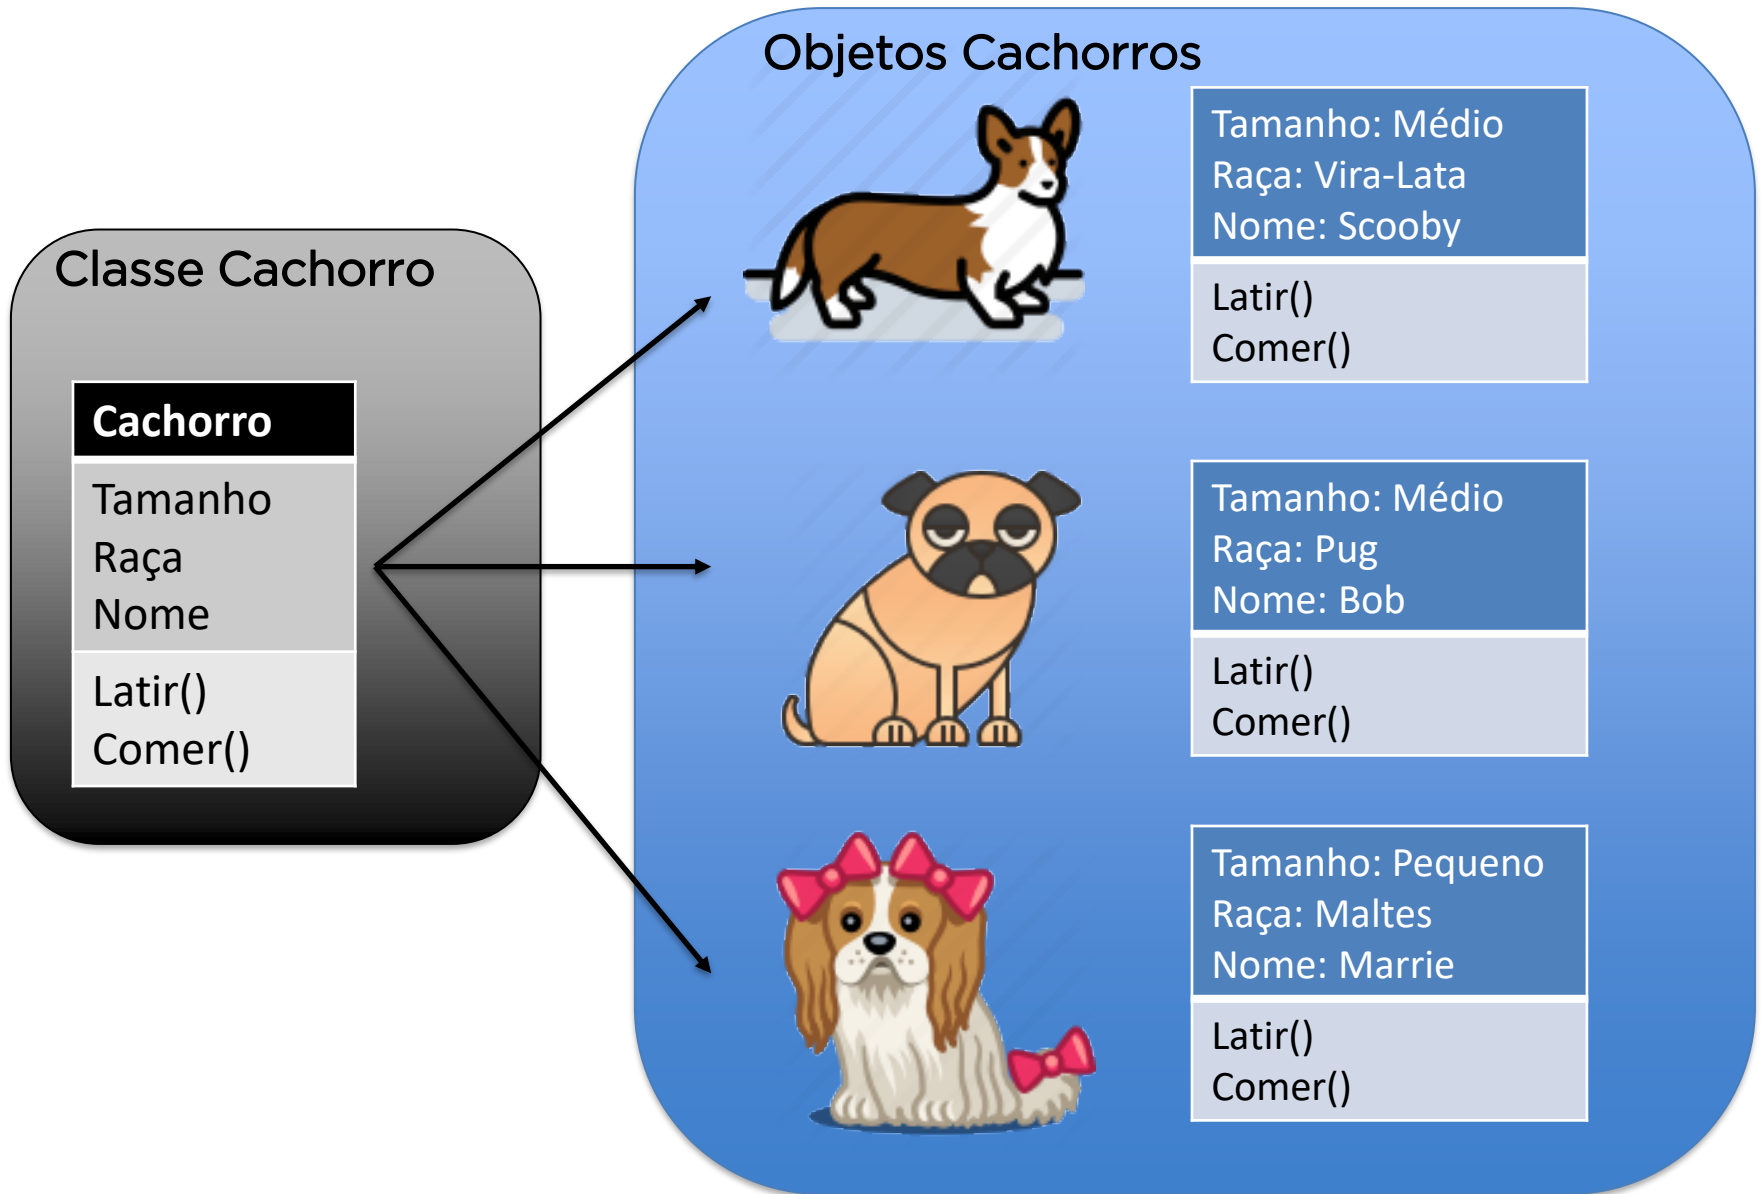 Objetos Cachorros
Classe Cachorro
Cachorro
Tamanho
Raça
Nome
Latir()
Comer()
Tamanho: Médio
Raça: Vira-Lata
Nome: Scooby
Latir()
Comer()
Tamanho: Médio
Raça: Pug
Nome: Bob
Latir()
Comer()
Tamanho: Pequeno
Raça: Maltes
Nome: Marrie
Latir()
Comer()